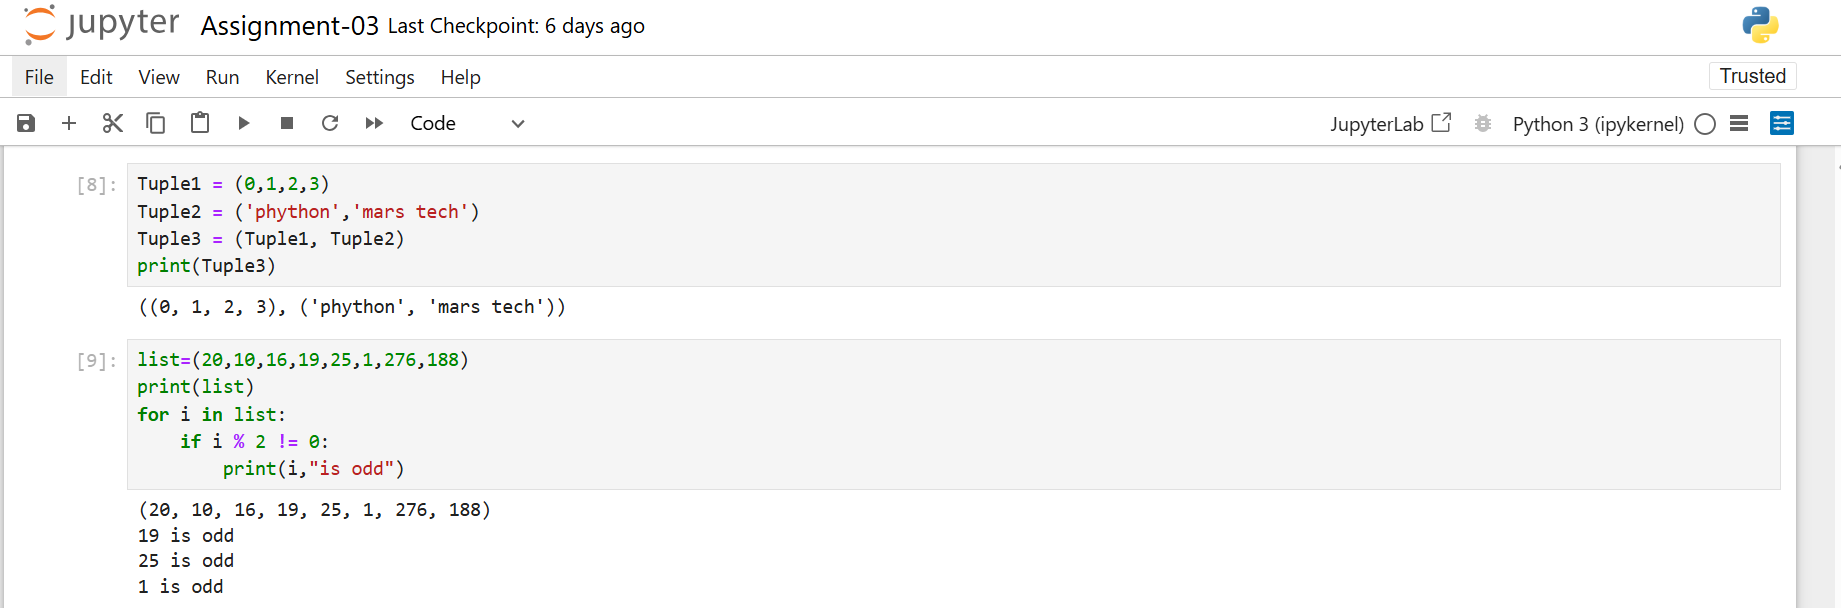 jupyter Assignment-03 Last Checkpoint: 6 days ago
File Edit View Run Kernel Settings Help Trusted
Code JupyterLab Python 3 (ipykernel)
[8]: Tuple1 = (0,1,2,3)
Tuple2 = ('phython','mars tech')
Tuple3 = (Tuple1, Tuple2)
print(Tuple3)
((0, 1, 2, 3), ('phython', 'mars tech'))
[9]: list=(20,10,16,19,25,1,276,188)
print(list)
for i in list:
    if i % 2 != 0:
        print(i,"is odd")
(20, 10, 16, 19, 25, 1, 276, 188)
19 is odd
25 is odd
1 is odd